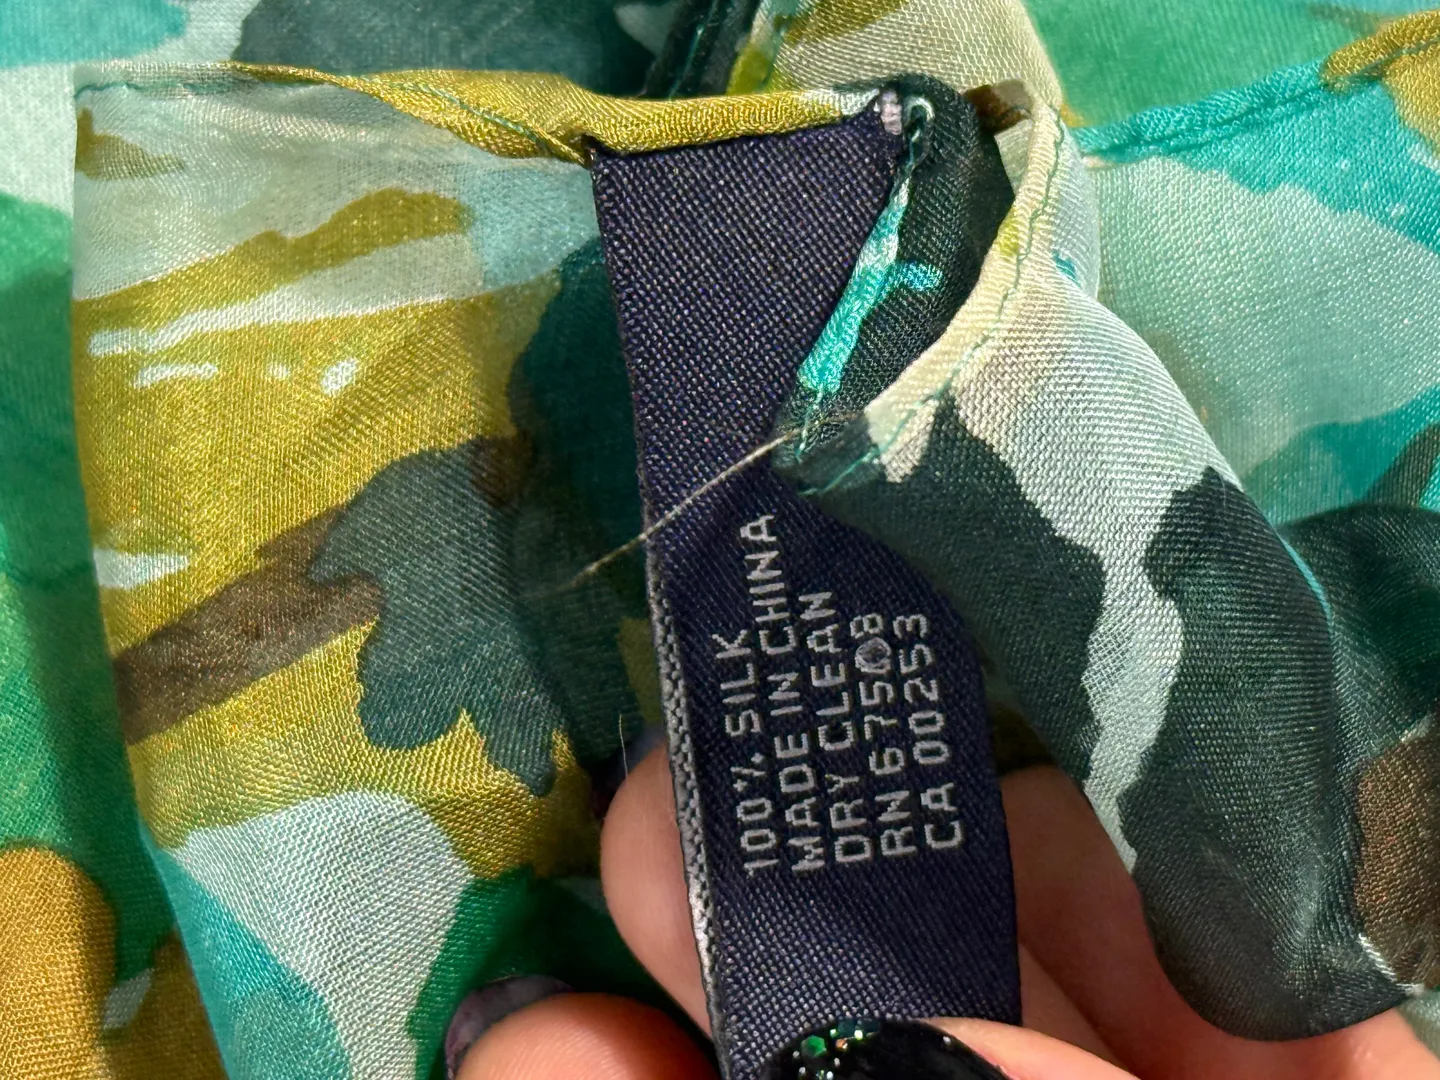 100% SILK
MADE IN CHINA
DRY CLEAN
RN 67508
CA 00253